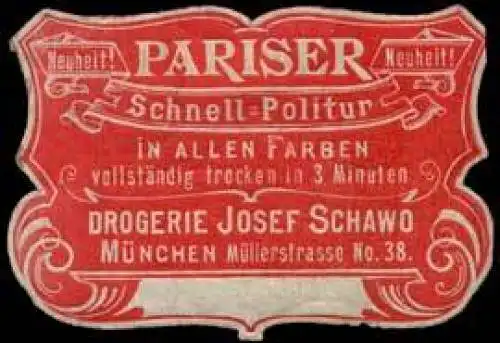 Neuheit! PARISER Neuheit!
Schnell=Politur
IN ALLEN FARBEN
vollständig trocken in 3 Minuten
DROGERIE JOSEF SCHAWO
MÜNCHEN Müllerstrasse No. 38.